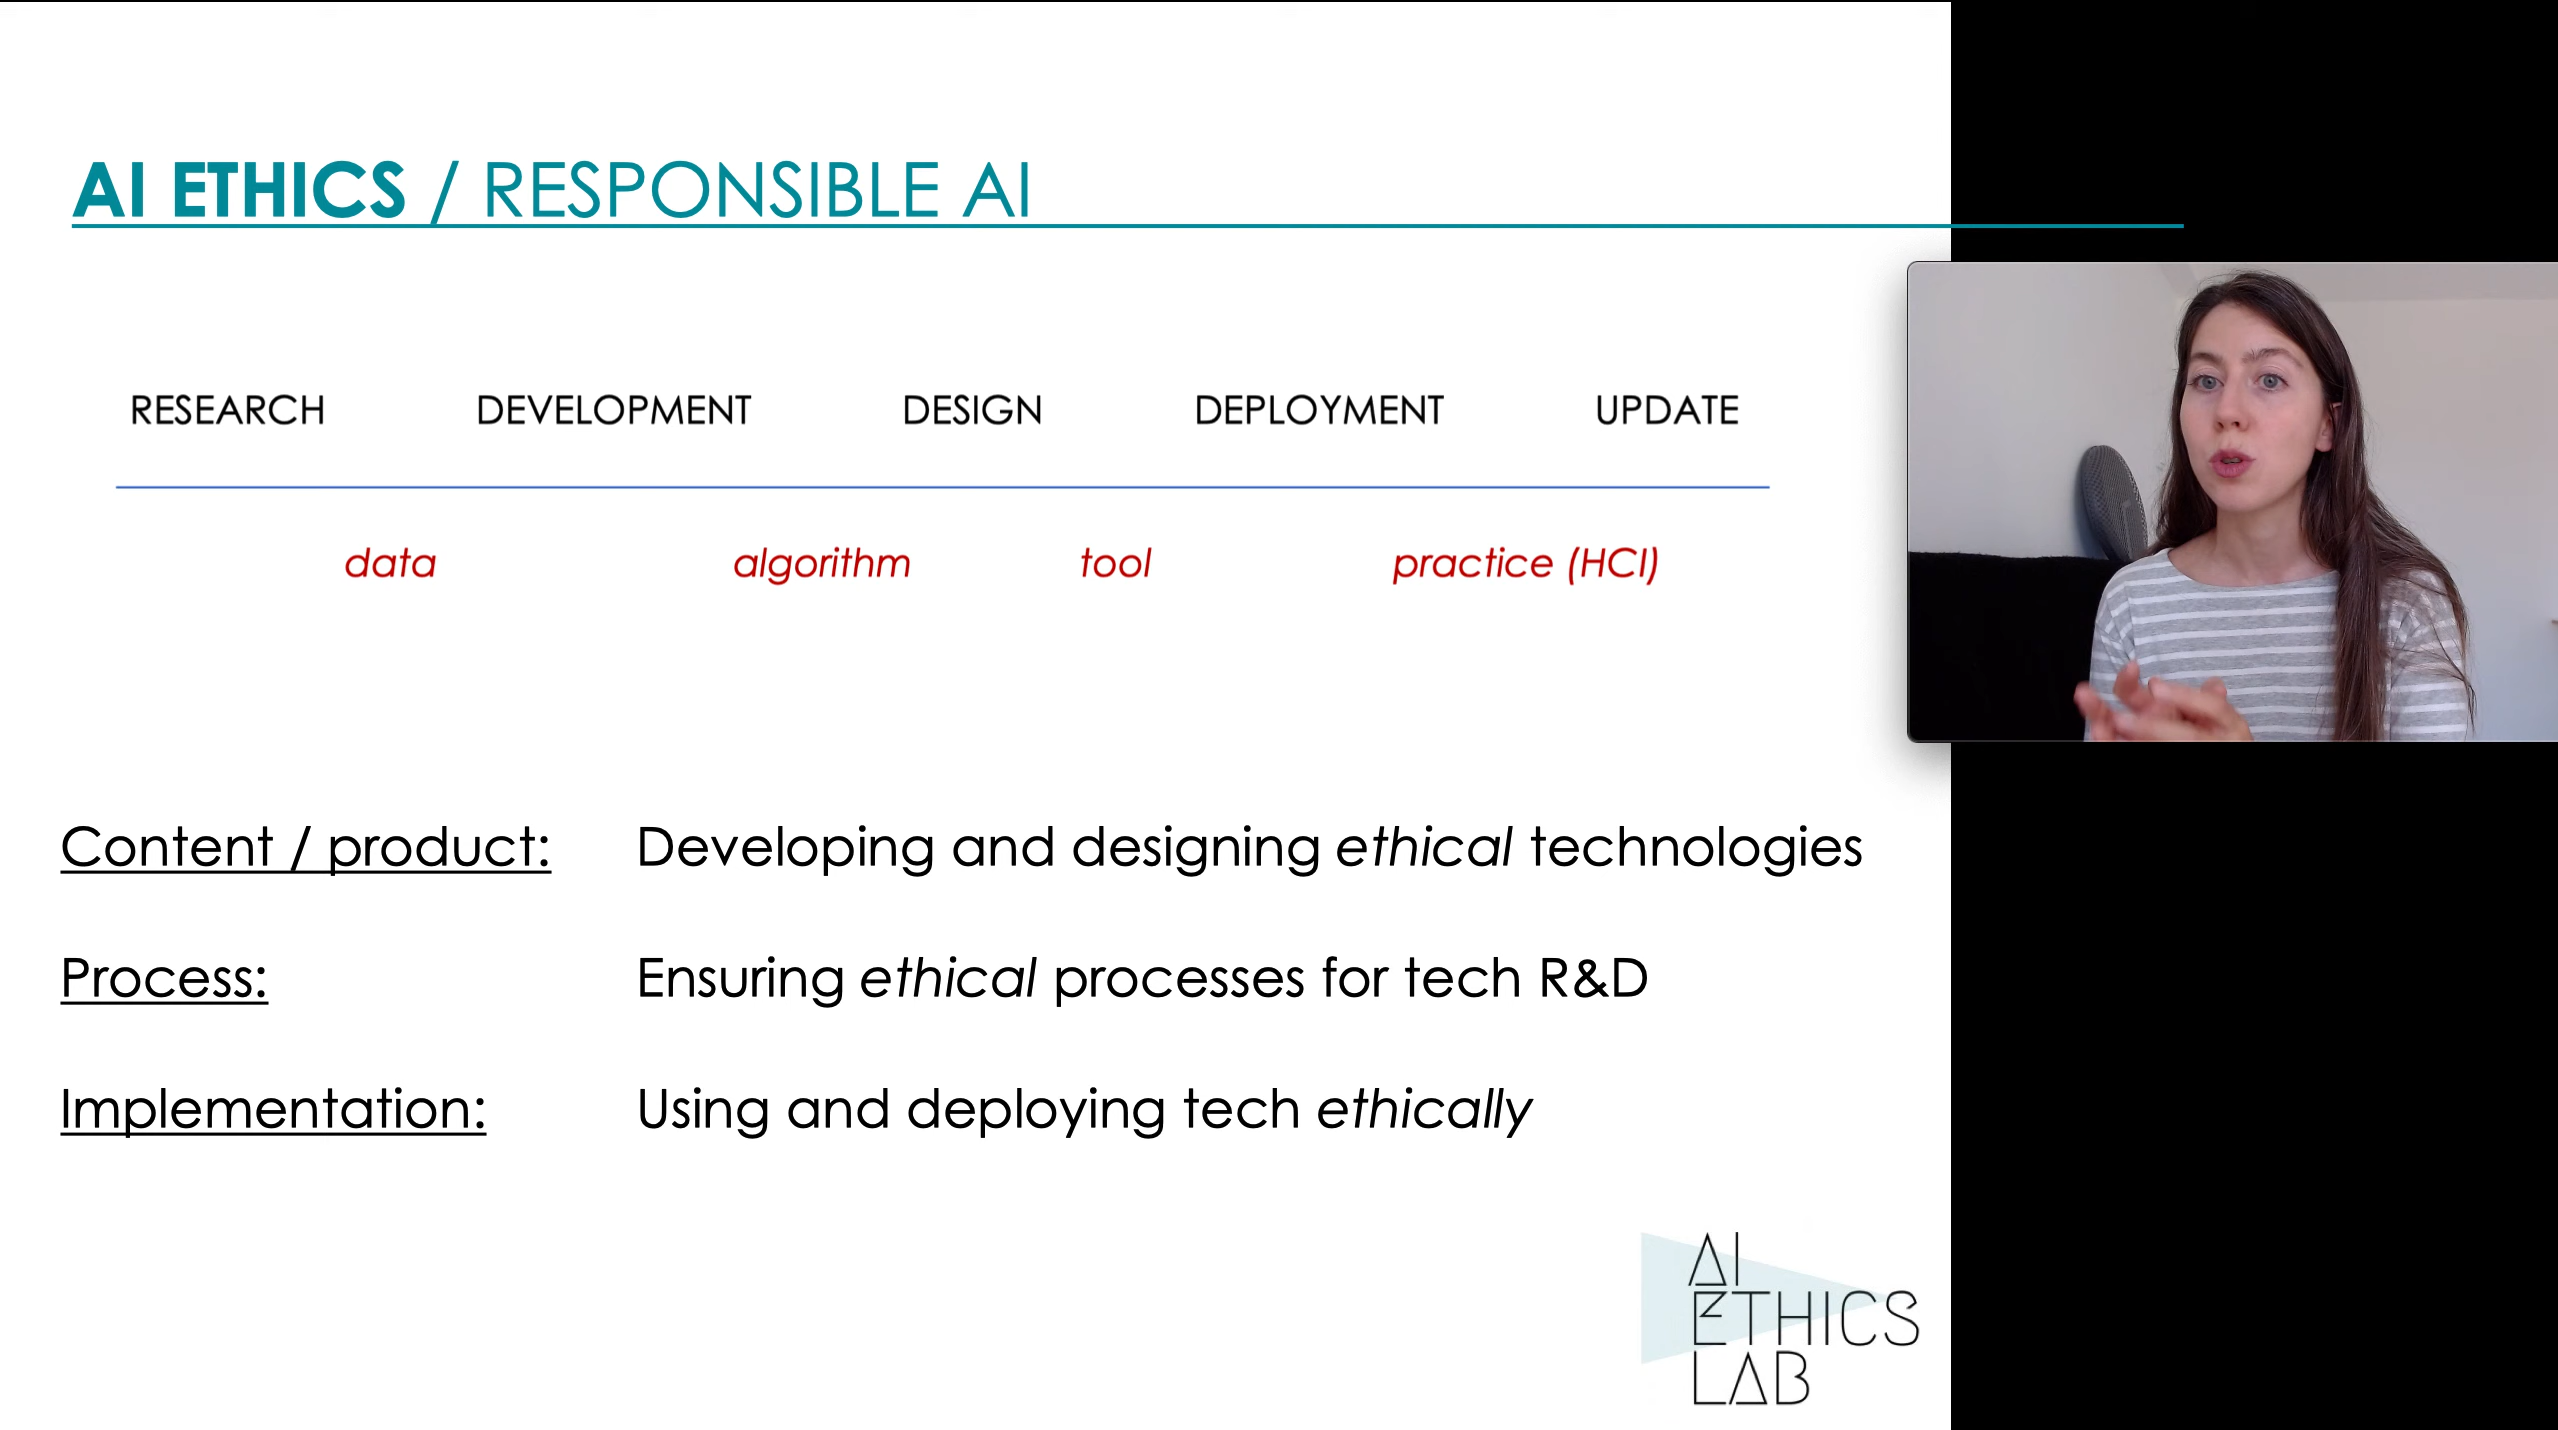 AI ETHICS / RESPONSIBLE AI
RESEARCH DEVELOPMENT DESIGN DEPLOYMENT UPDATE
data algorithm tool practice (HCI)
Content / product: Developing and designing ethical technologies
Process: Ensuring ethical processes for tech R&D
Implementation: Using and deploying tech ethically
AI
ETHICS
LAB